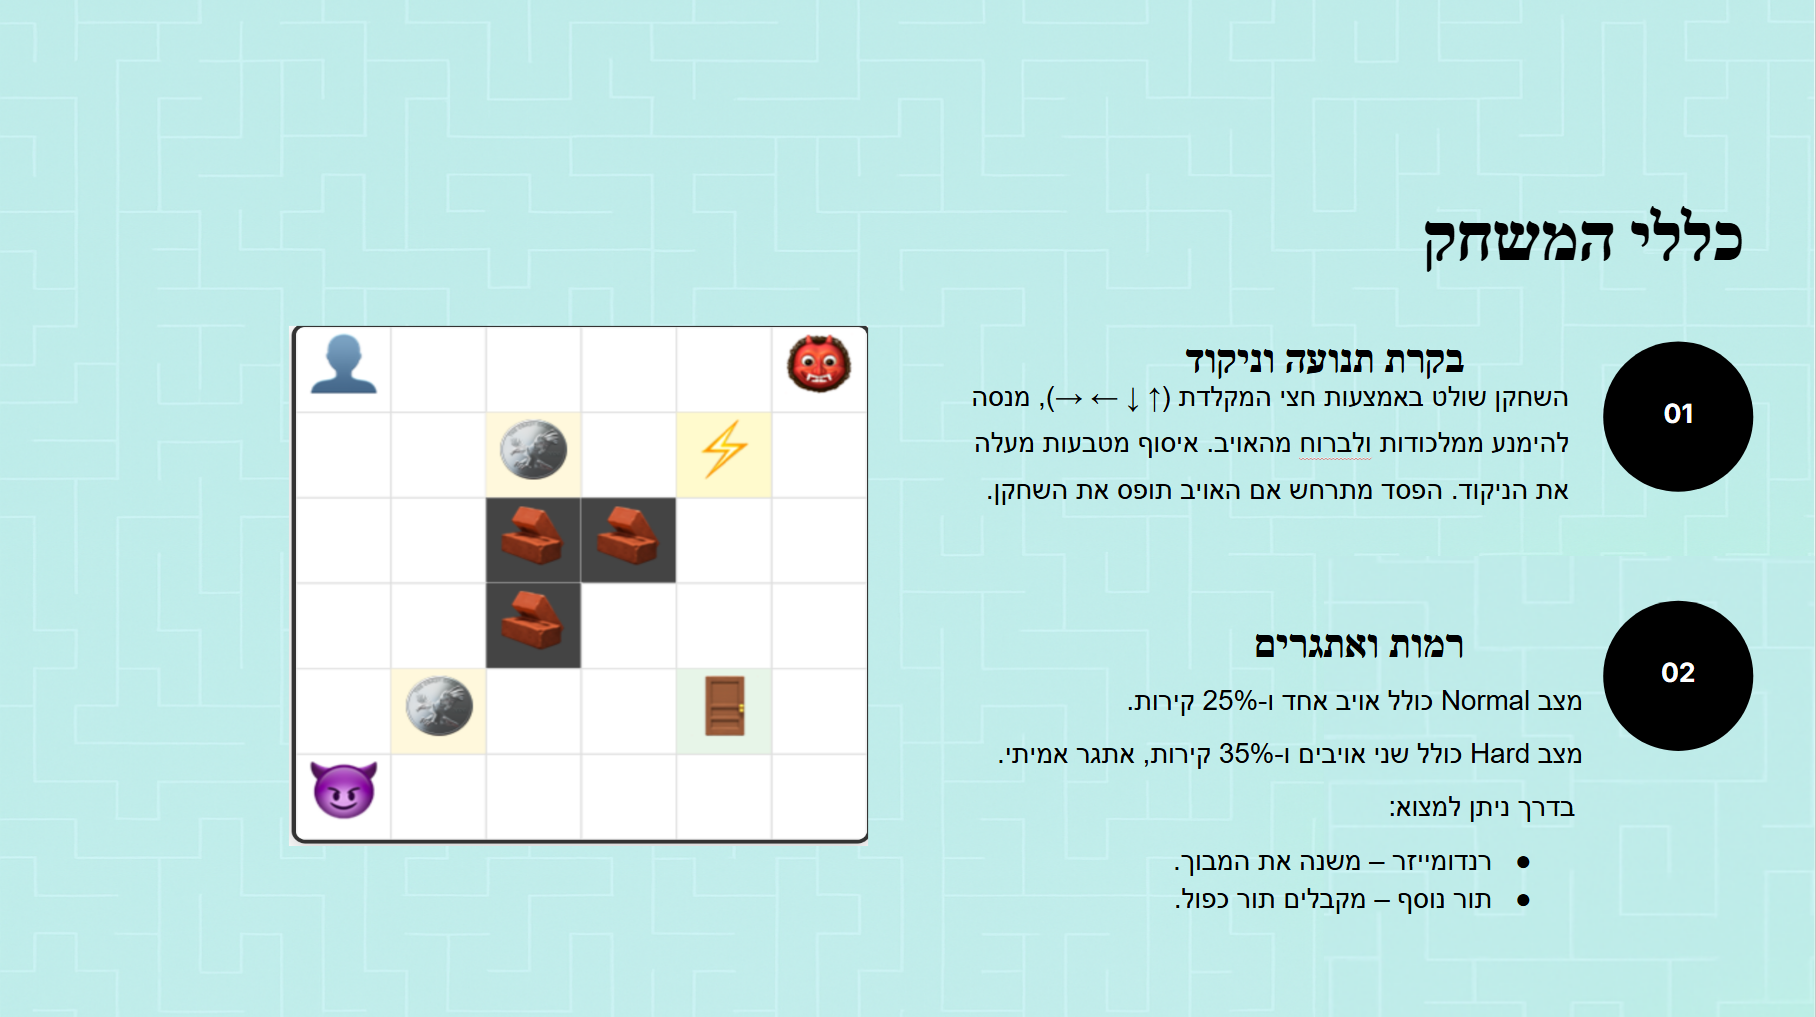 כללי המשחק
01
בקרת תנועה וניקוד
השחקן שולט באמצעות חצי המקלדת (↑ ↓ ← →), מנסה
להימנע ממלכודות ולברוח מהאויב. איסוף מטבעות מעלה
את הניקוד. הפסד מתרחש אם האויב תופס את השחקן.
02
רמות ואתגרים
מצב Normal כולל אויב אחד ו-25% קירות.
מצב Hard כולל שני אויבים ו-35% קירות, אתגר אמיתי.
בדרך ניתן למצוא:
● רנדומייזר – משנה את המבוך.
● תור נוסף – מקבלים תור כפול.